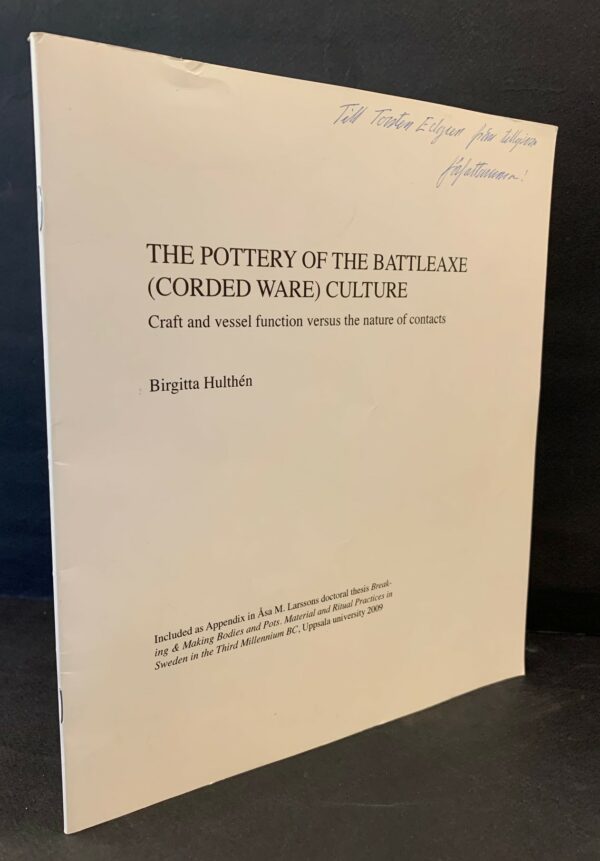 Till Torsten Edgren från tillgivna
författarinna!
THE POTTERY OF THE BATTLEAXE
(CORDED WARE) CULTURE
Craft and vessel function versus the nature of contacts
Birgitta Hulthén
Included as Appendix in Åsa M. Larssons doctoral thesis Break-
ing & Making Bodies and Pots. Material and Ritual Practices in
Sweden in the Third Millennium BC, Uppsala university 2009